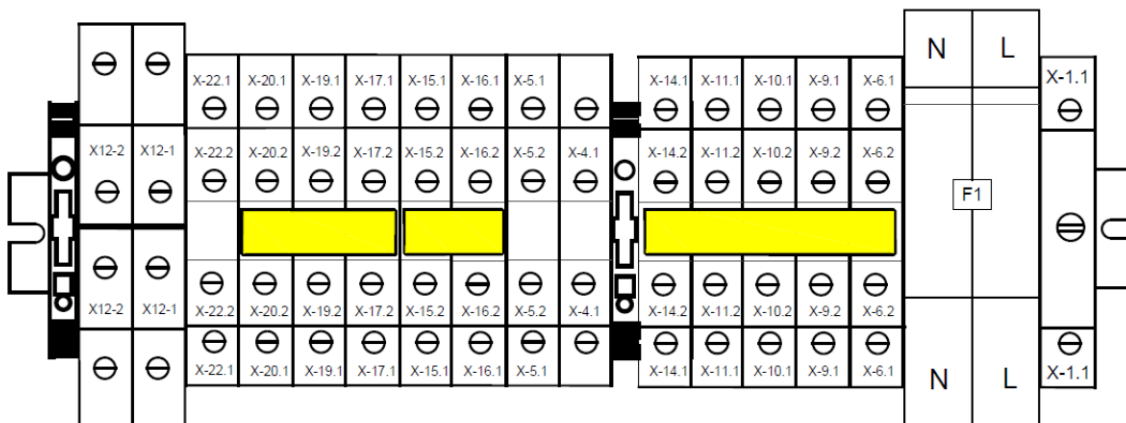 N L
X-22.1 X-20.1 X-19.1 X-17.1 X-15.1 X-16.1 X-5.1 X-14.1 X-11.1 X-10.1 X-9.1 X-6.1 X-1.1
X12-2 X12-1 X-22.2 X-20.2 X-19.2 X-17.2 X-15.2 X-16.2 X-5.2 X-4.1 X-14.2 X-11.2 X-10.2 X-9.2 X-6.2
F1
X12-2 X12-1 X-22.2 X-20.2 X-19.2 X-17.2 X-15.2 X-16.2 X-5.2 X-4.1 X-14.2 X-11.2 X-10.2 X-9.2 X-6.2
X-22.1 X-20.1 X-19.1 X-17.1 X-15.1 X-16.1 X-5.1 X-14.1 X-11.1 X-10.1 X-9.1 X-6.1 N L X-1.1